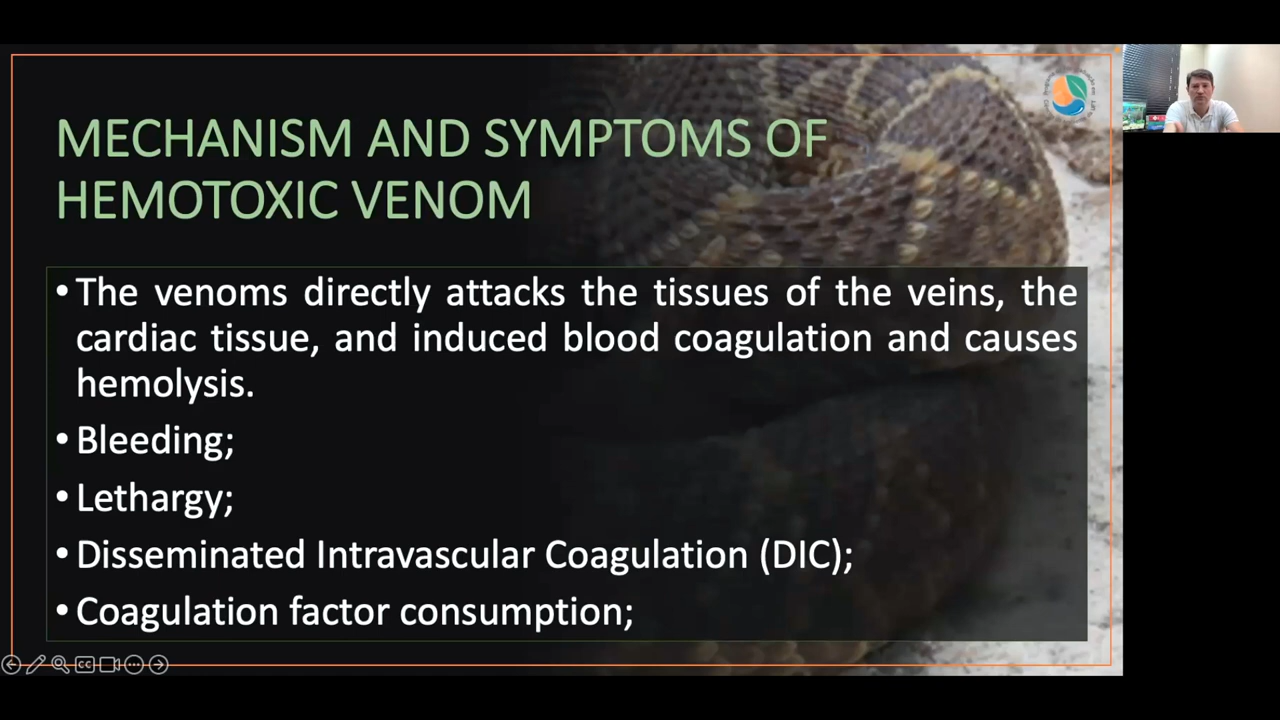 MECHANISM AND SYMPTOMS OF
HEMOTOXIC VENOM
• The venoms directly attacks the tissues of the veins, the
cardiac tissue, and induced blood coagulation and causes
hemolysis.
• Bleeding;
• Lethargy;
• Disseminated Intravascular Coagulation (DIC);
• Coagulation factor consumption;
CC